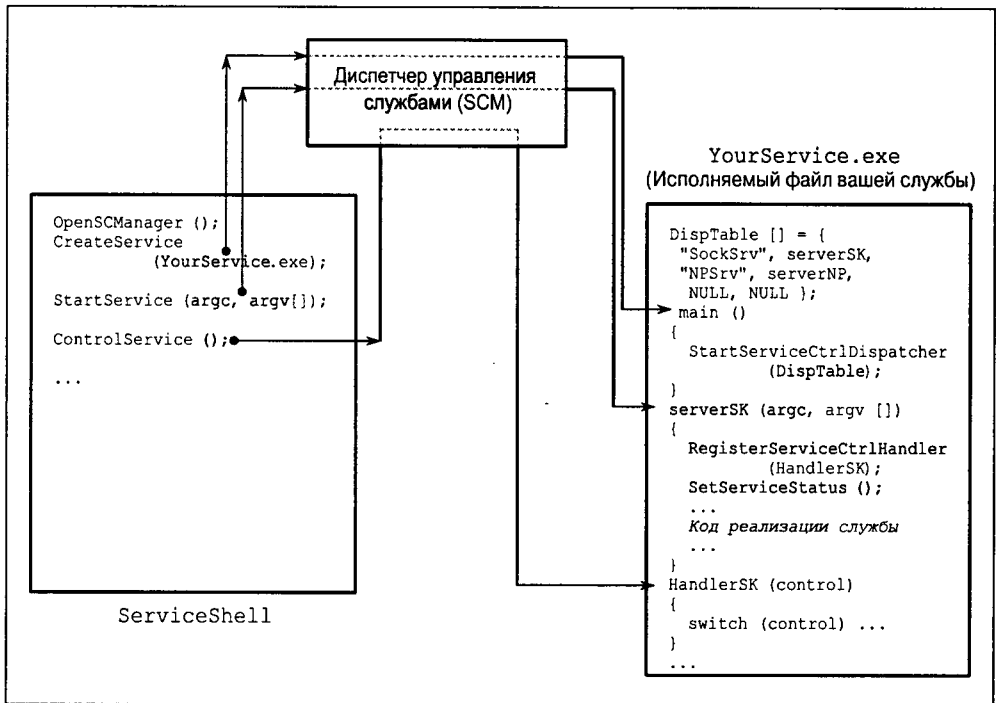 Диспетчер управления
службами (SCM)
OpenSCManager ();
CreateService
(YourService.exe);
StartService (argc, argv[]);
ControlService ();
...
ServiceShell
YourService.exe
(Исполняемый файл вашей службы)
DispTable [] = {
"SockSrv", serverSK,
"NPSrv", serverNP,
NULL, NULL };
main ()
{
StartServiceCtrlDispatcher
(DispTable);
}
serverSK (argc, argv [])
{
RegisterServiceCtrlHandler
(HandlerSK);
SetServiceStatus ();
...
Код реализации службы
...
}
HandlerSK (control)
{
switch (control) ...
}
...